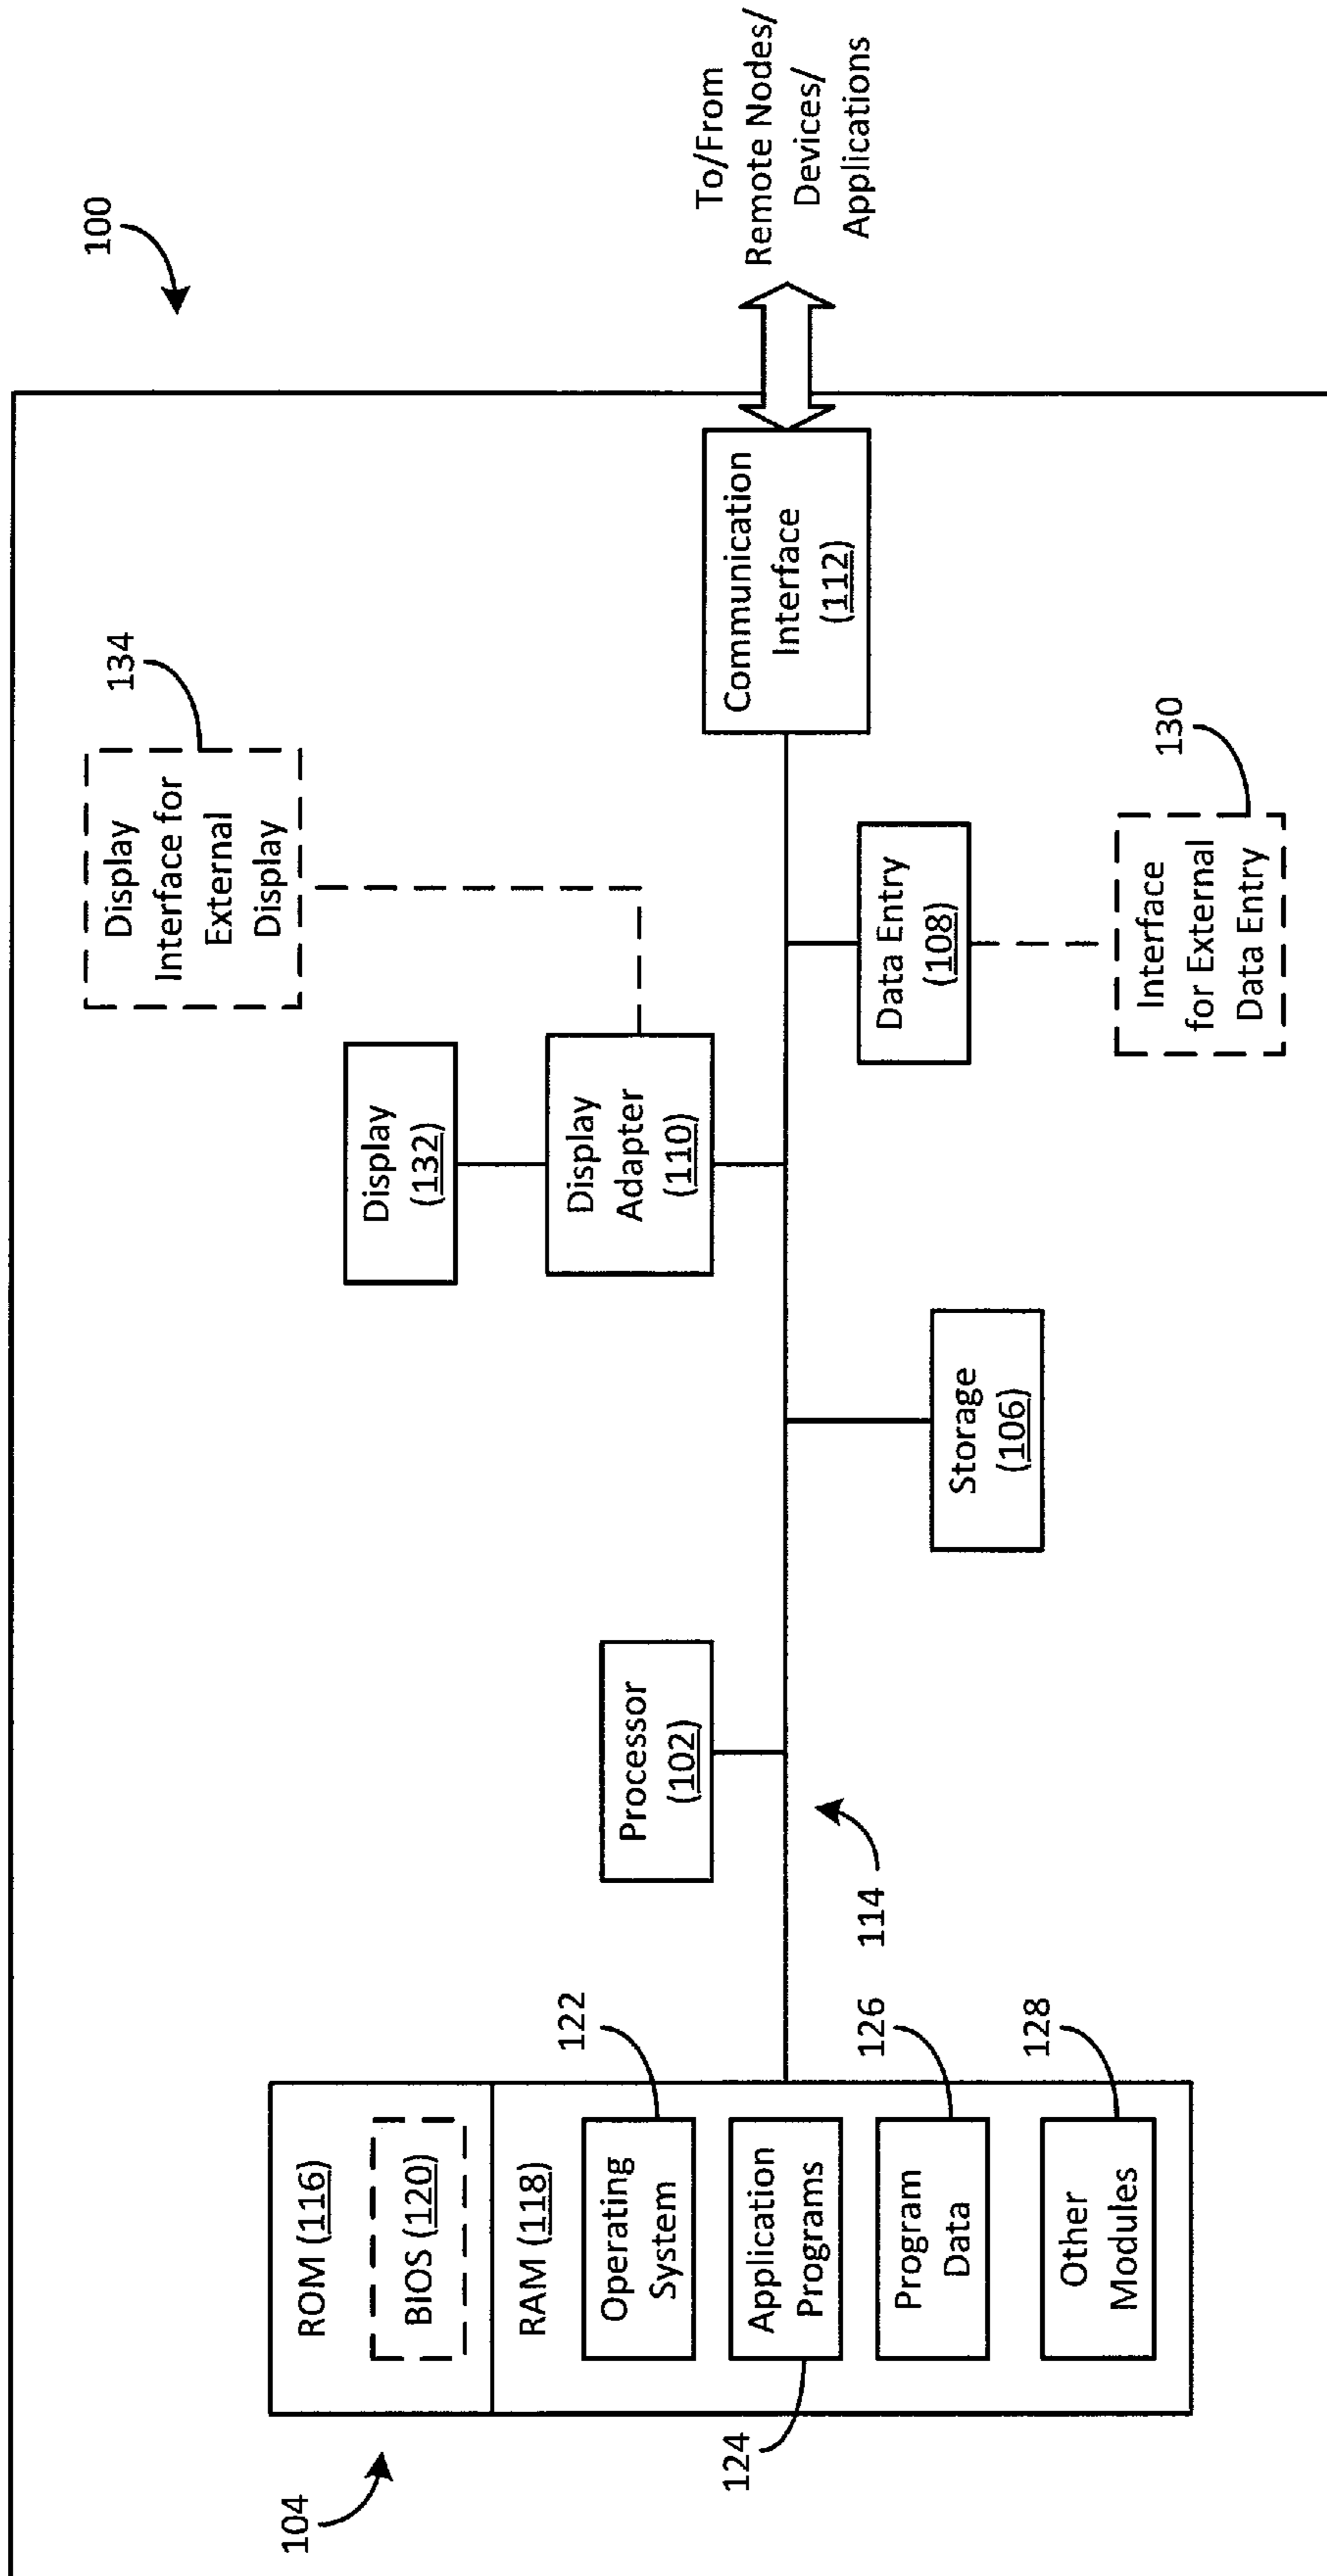 100
To/From
Remote Nodes/
Devices/
Applications
134
Display
Interface for
External
Display
Display
(132)
Display
Adapter
(110)
Communication
Interface
(112)
Data Entry
(108)
130
Interface
for External
Data Entry
Storage
(106)
Processor
(102)
114
104
ROM (116)
BIOS (120)
RAM (118)
Operating
System
122
Application
Programs
124
Program
Data
126
Other
Modules
128